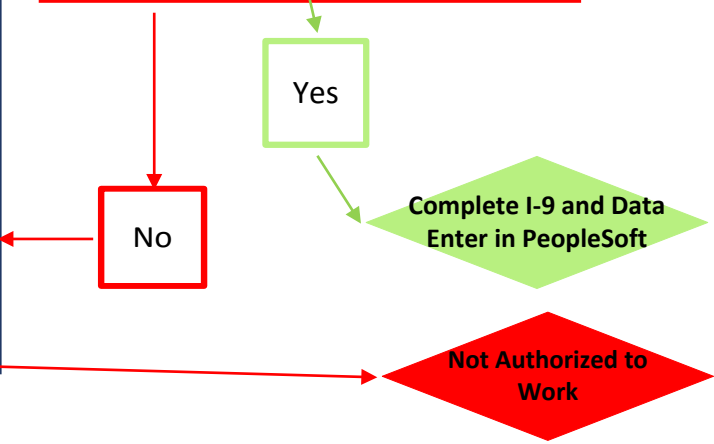 Yes
Complete I-9 and Data
Enter in PeopleSoft
No
Not Authorized to
Work